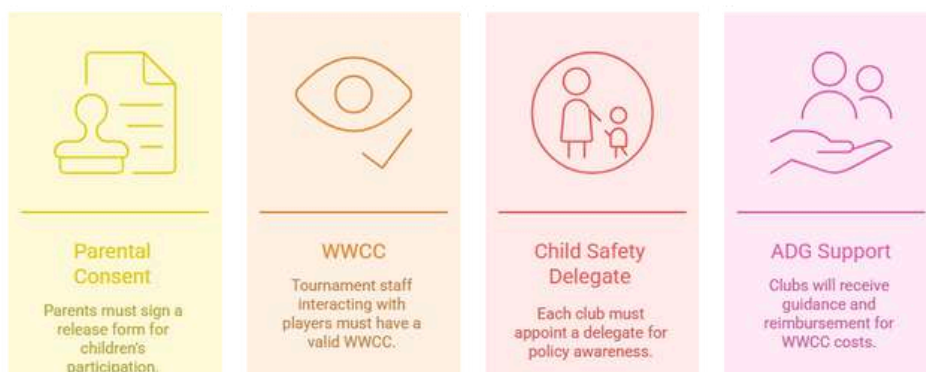 Parental
Consent
Parents must sign a
release form for
children's
participation.
WWCC
Tournament staff
interacting with
players must have a
valid WWCC.
Child Safety
Delegate
Each club must
appoint a delegate for
policy awareness.
ADG Support
Clubs will receive
guidance and
reimbursement for
WWCC costs.